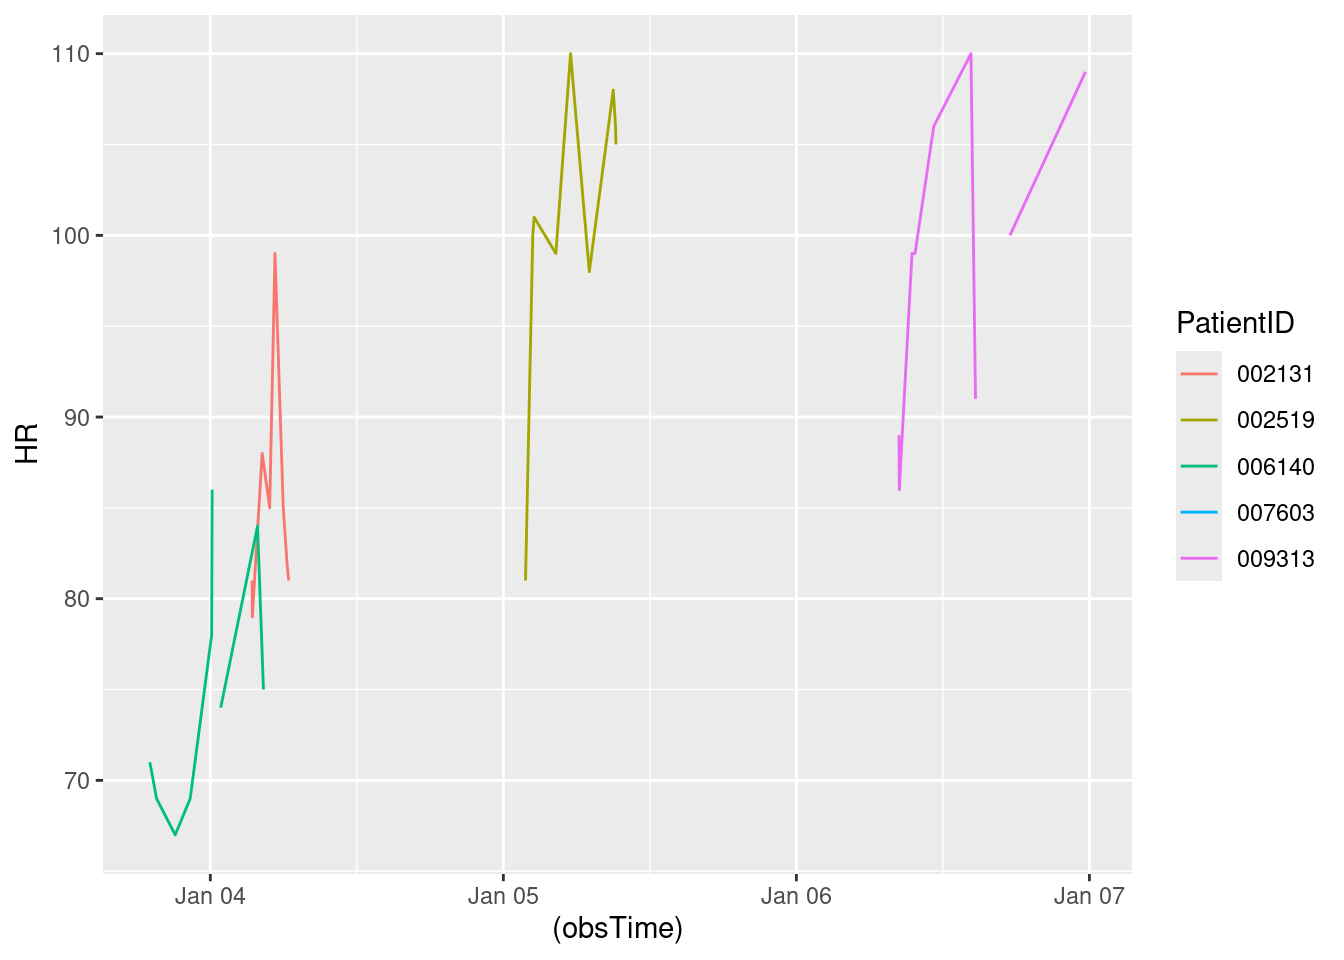 110
100
90
80
70
HR
Jan 04
Jan 05
Jan 06
Jan 07
(obsTime)
PatientID
002131
002519
006140
007603
009313